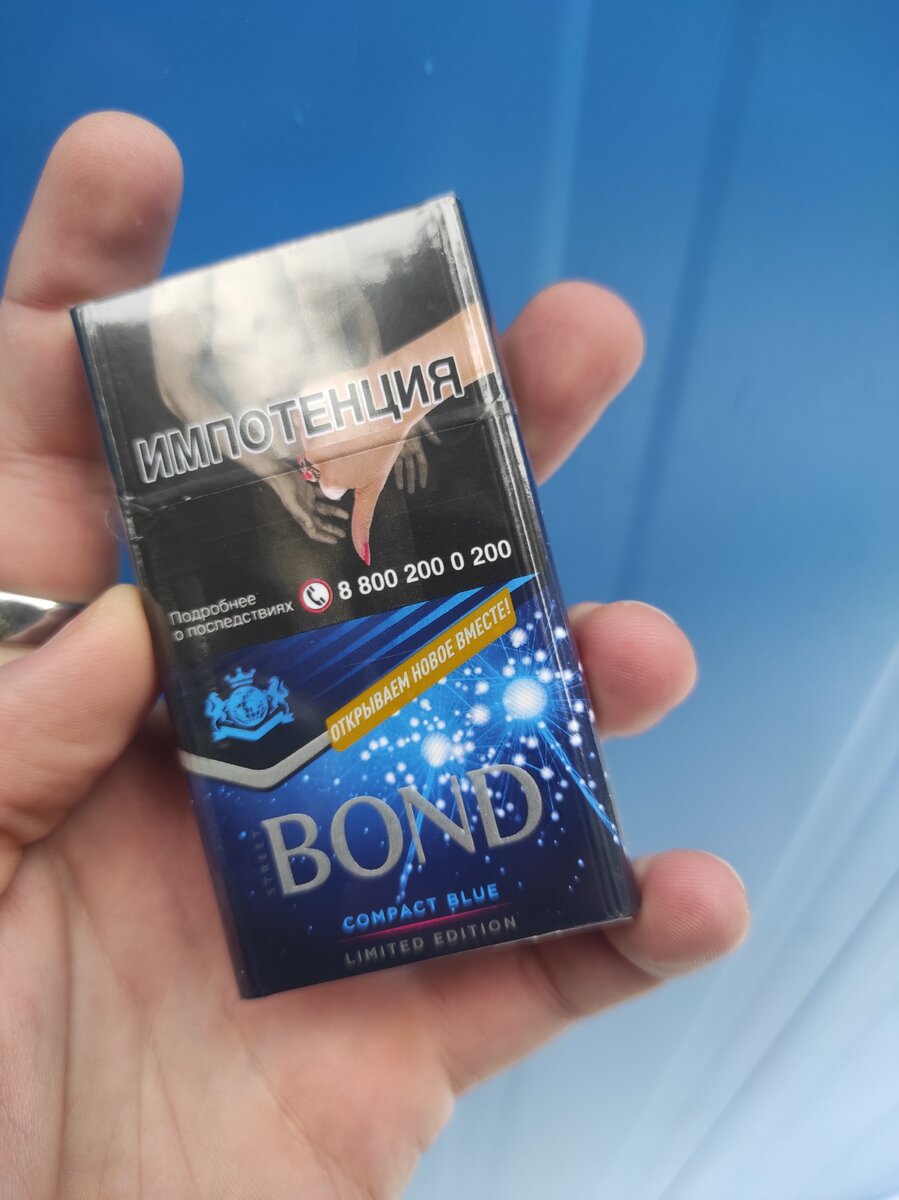 ИМПОТЕНЦИЯ
Подробнее
о последствиях
8 800 200 0 200
ОТКРЫВАЕМ НОВОЕ ВМЕСТЕ!
STREET
BOND
COMPACT BLUE
LIMITED EDITION